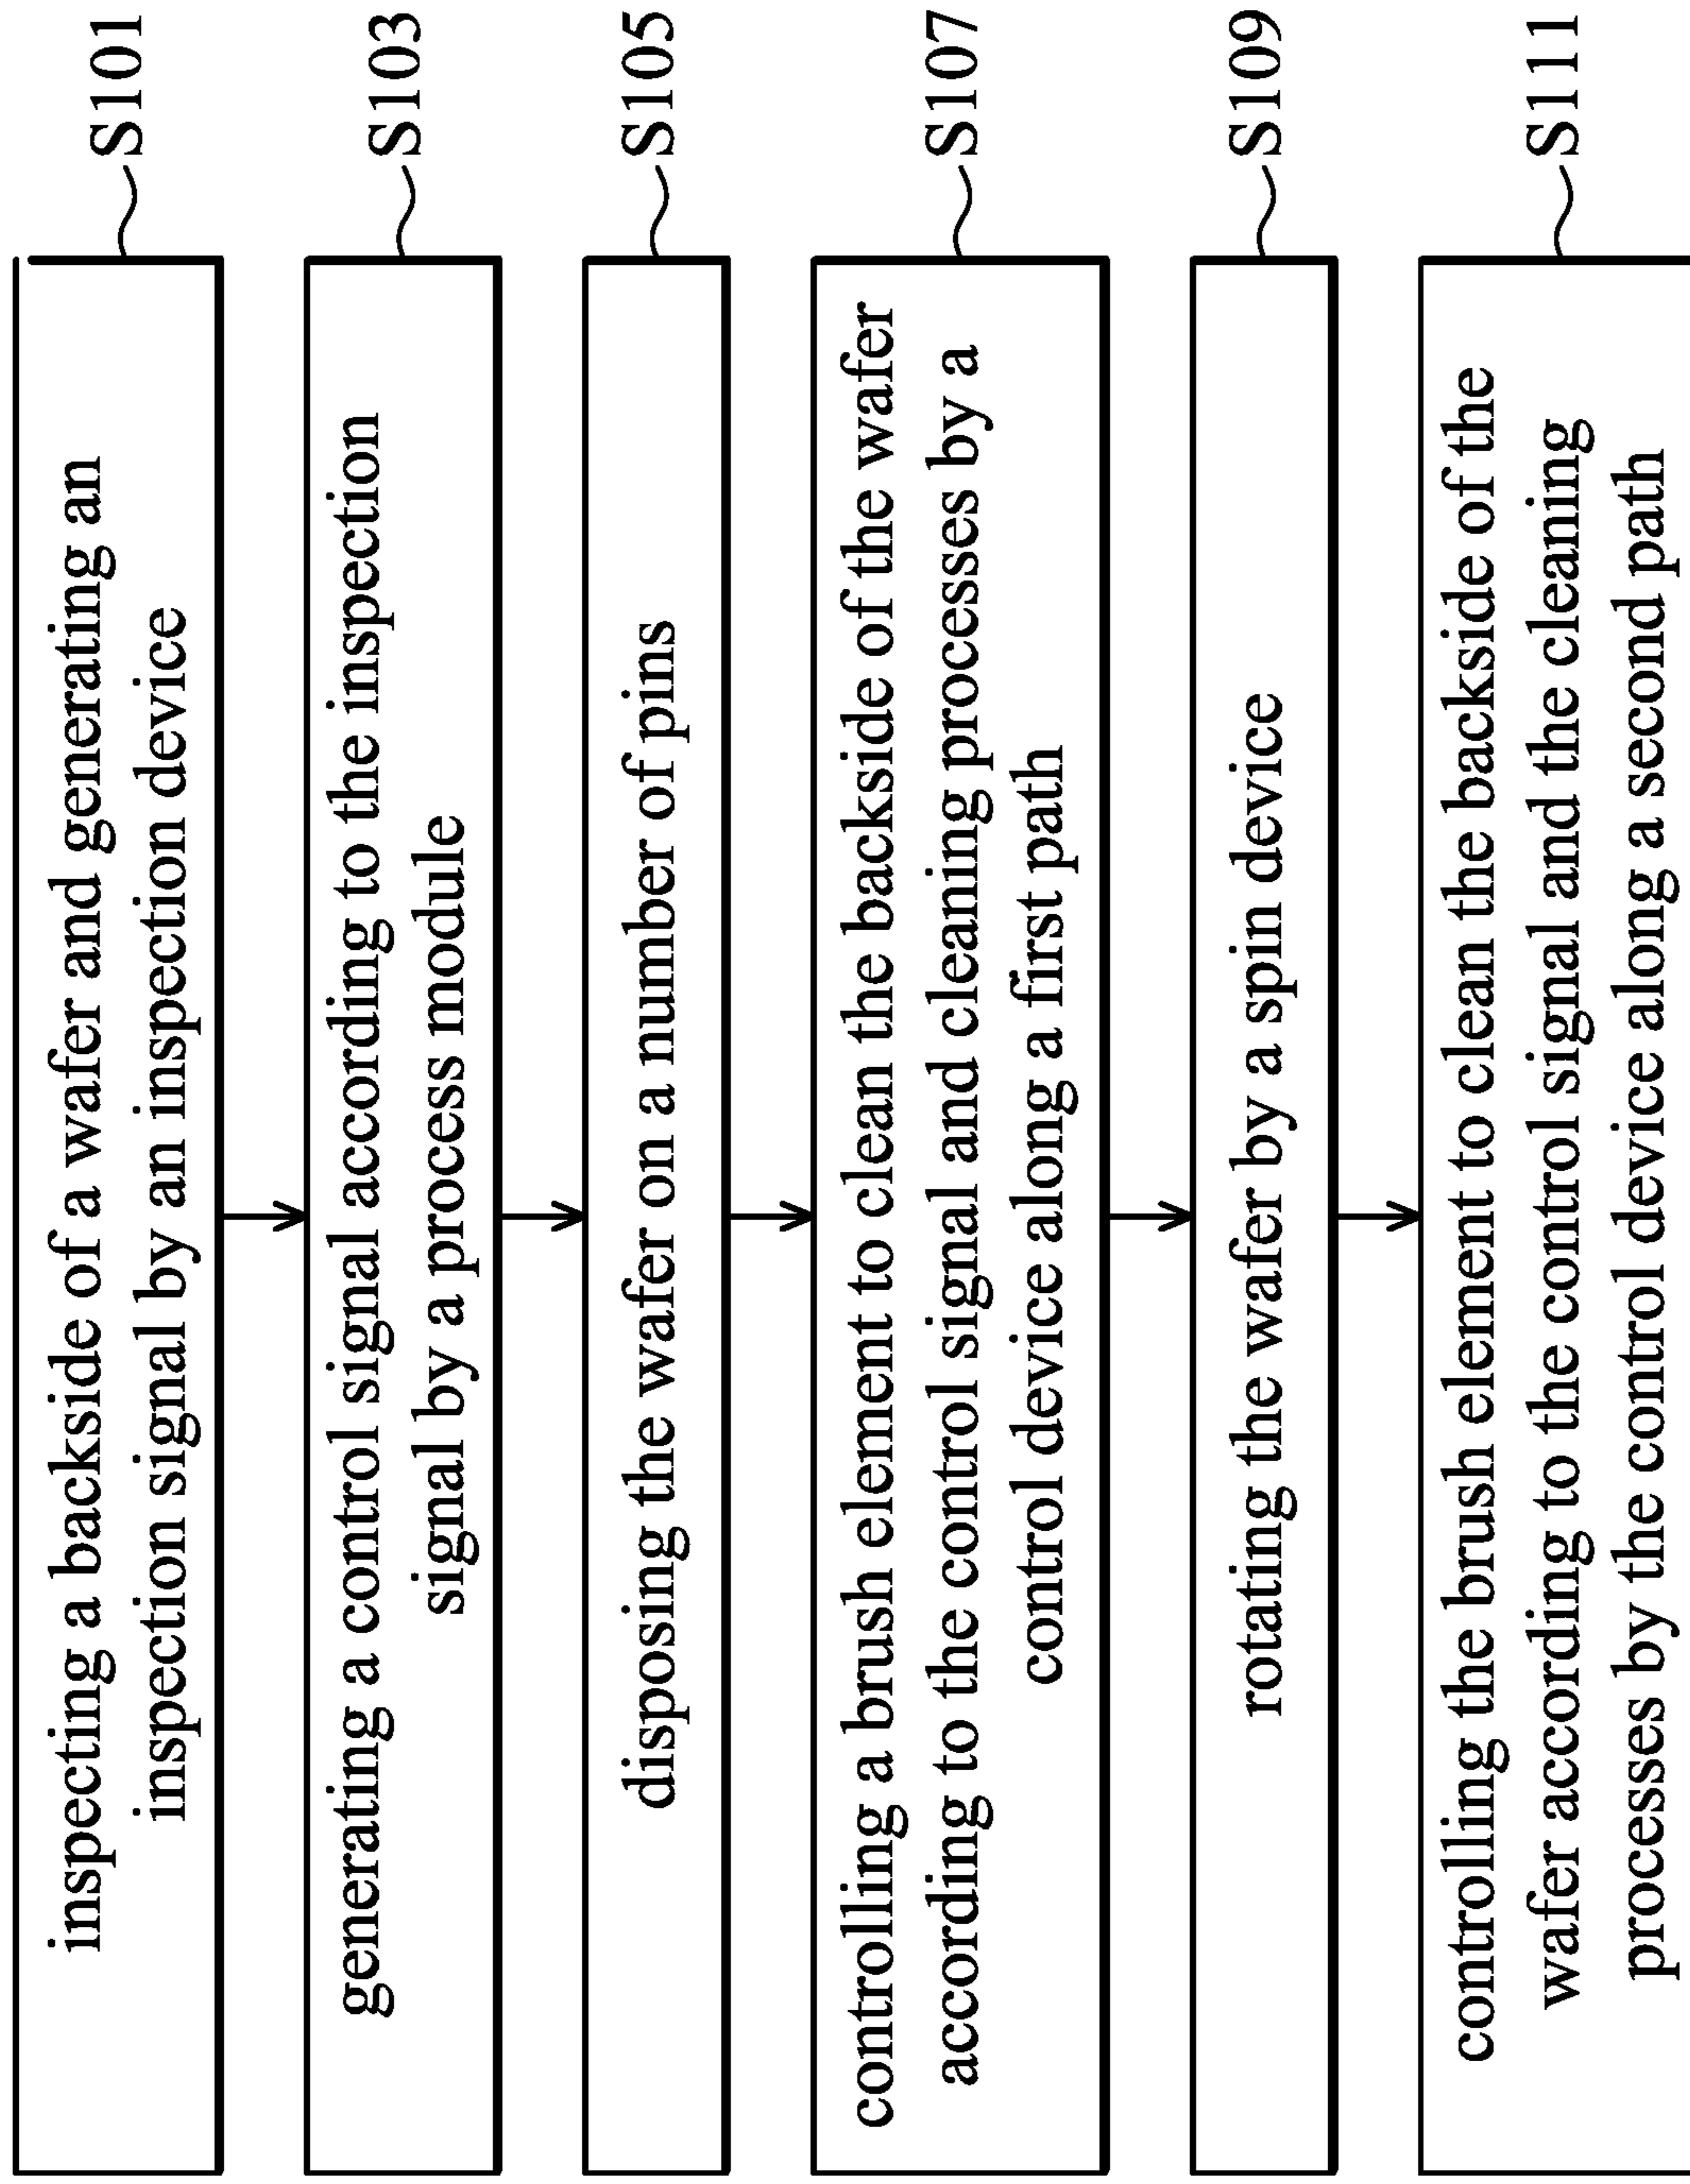 inspecting a backside of a wafer and generating an
inspection signal by an inspection device
S101
generating a control signal according to the inspection
signal by a process module
S103
disposing the wafer on a number of pins
S105
controlling a brush element to clean the backside of the wafer
according to the control signal and cleaning processes by a
control device along a first path
S107
rotating the wafer by a spin device
S109
controlling the brush element to clean the backside of the
wafer according to the control signal and the cleaning
processes by the control device along a second path
S111